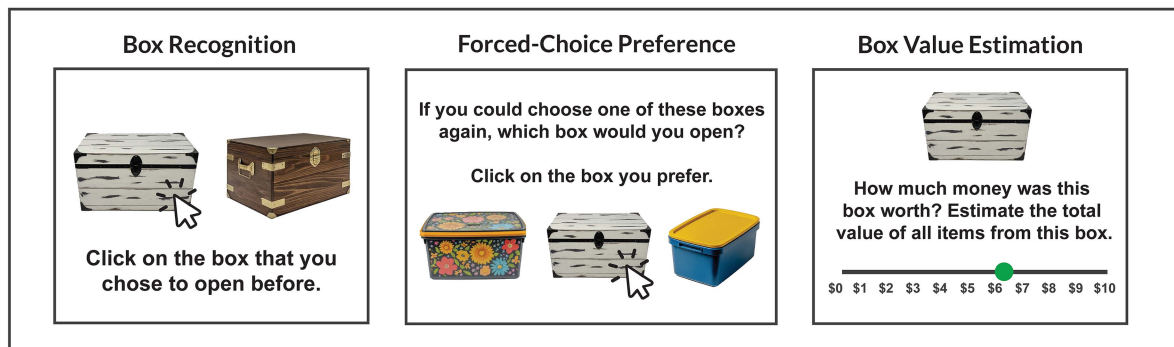 Box Recognition
Click on the box that you
chose to open before.
Forced-Choice Preference
If you could choose one of these boxes
again, which box would you open?
Click on the box you prefer.
Box Value Estimation
How much money was this
box worth? Estimate the total
value of all items from this box.
$0 $1 $2 $3 $4 $5 $6 $7 $8 $9 $10